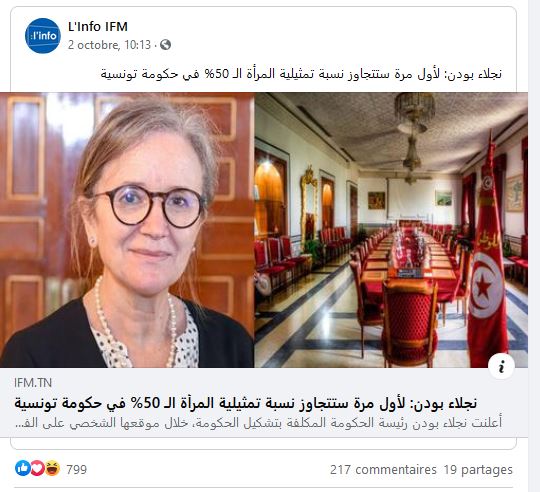 L'Info IFM
:l'info
2 octobre, 10:13 ·
نجلاء بودن: لأول مرة ستتجاوز نسبة تمثيلية المرأة الـ 50% في حكومة تونسية
IFM.TN
نجلاء بودن: لأول مرة ستتجاوز نسبة تمثيلية المرأة الـ 50% في حكومة تونسية
أعلنت نجلاء بودن رئيسة الحكومة المكلفة بتشكيل الحكومة، خلال موقعها الشخصي على الفـ...
799
217 commentaires 19 partages